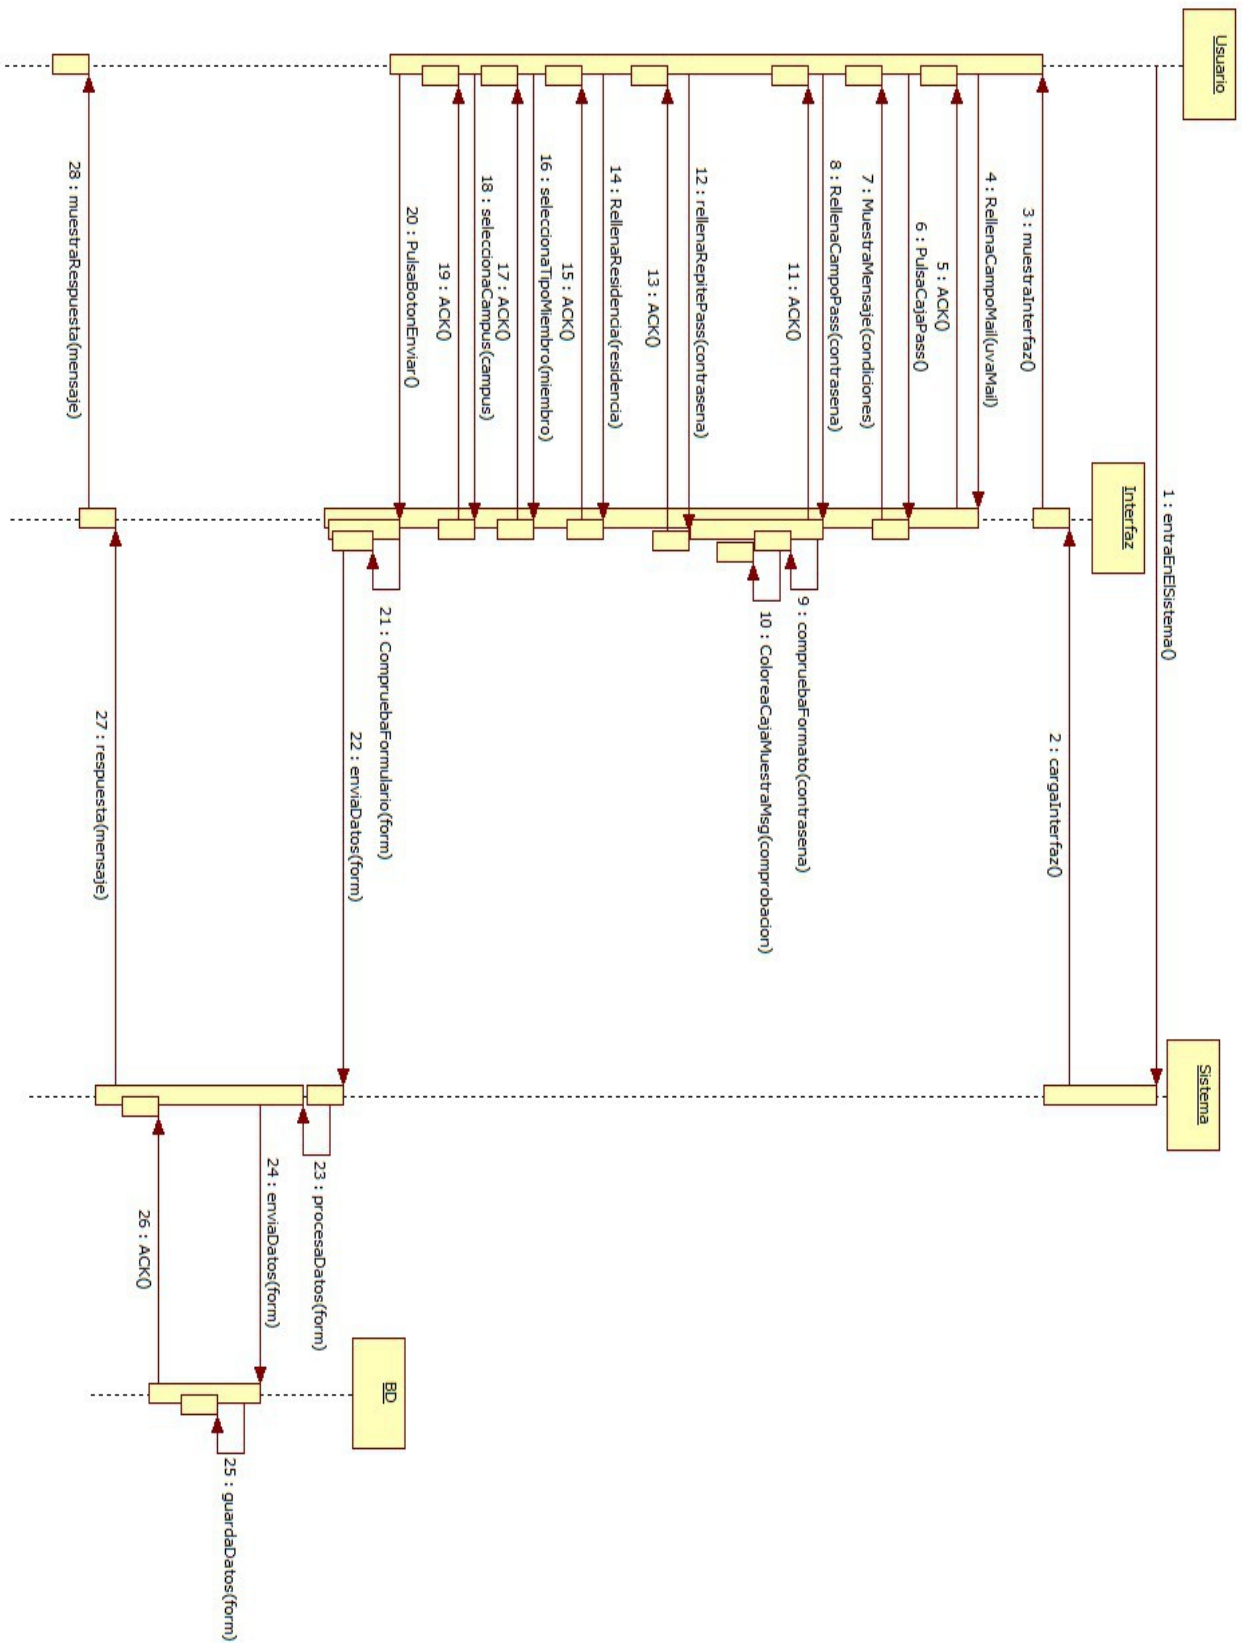 Usuario
Interfaz
Sistema
BD
1 : entraEnElSistema()
2 : cargaInterfaz()
3 : muestraInterfaz()
4 : RellenaCampoMail(uvaMail)
5 : ACK()
6 : PulsaCajaPass()
7 : MuestraMensaje(condiciones)
8 : RellenaCampoPass(contrasena)
9 : compruebaFormato(contrasena)
10 : ColoreaCajaMuestraMsg(comprobacion)
11 : ACK()
12 : rellenaRepitePass(contrasena)
13 : ACK()
14 : RellenaResidencia(residencia)
15 : ACK()
16 : seleccionaTipoMiembro(miembro)
17 : ACK()
18 : seleccionaCampus(campus)
19 : ACK()
20 : PulsaBotonEnviar()
21 : CompruebaFormulario(form)
22 : enviaDatos(form)
23 : procesaDatos(form)
24 : enviaDatos(form)
25 : guardaDatos(form)
26 : ACK()
27 : respuesta(mensaje)
28 : muestraRespuesta(mensaje)